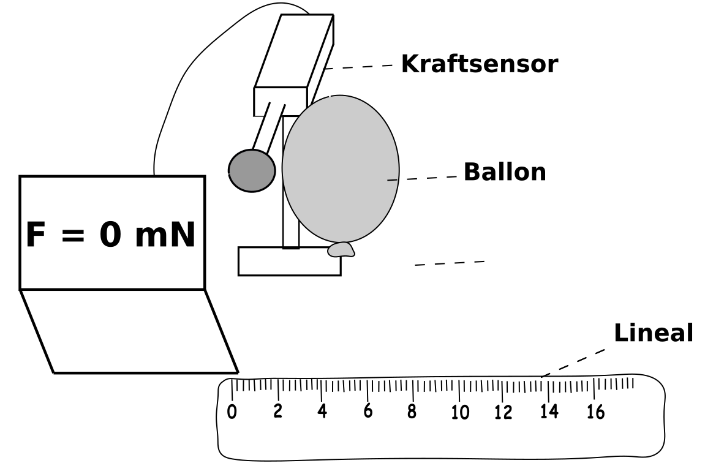 Kraftsensor
Ballon
F = 0 mN
Lineal
0 2 4 6 8 10 12 14 16